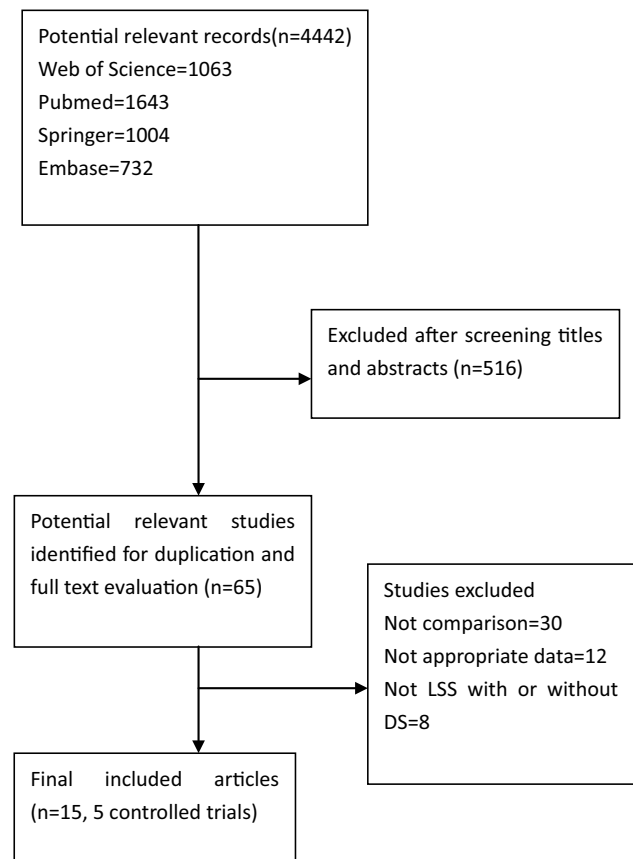 Potential relevant records(n=4442)
Web of Science=1063
Pubmed=1643
Springer=1004
Embase=732
Excluded after screening titles
and abstracts (n=516)
Potential relevant studies
identified for duplication and
full text evaluation (n=65)
Studies excluded
Not comparison=30
Not appropriate data=12
Not LSS with or without
DS=8
Final included articles
(n=15, 5 controlled trials)